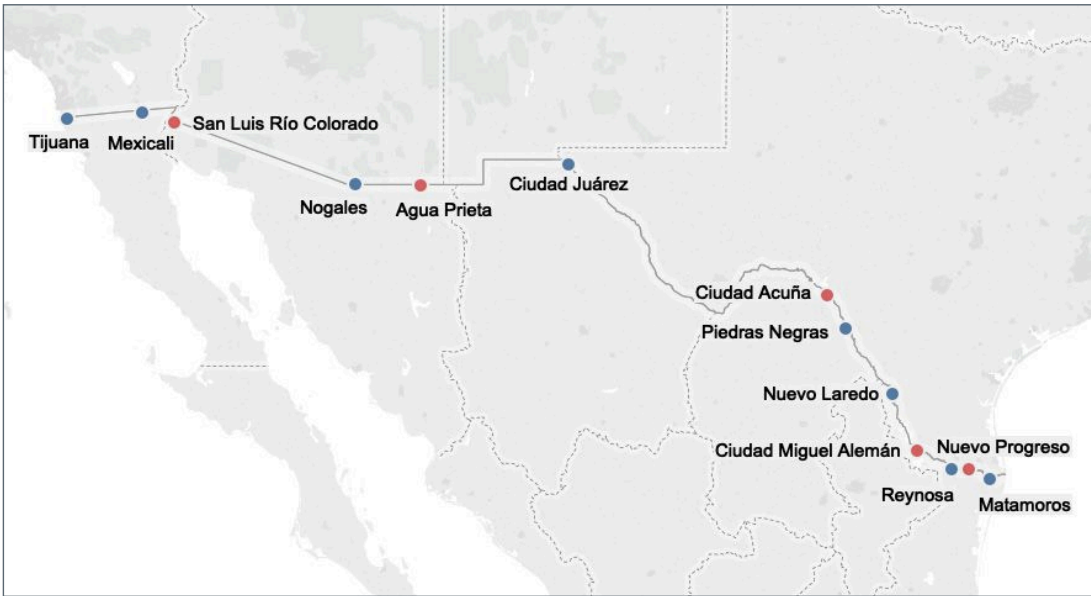 Tijuana
Mexicali
San Luis Río Colorado
Nogales
Agua Prieta
Ciudad Juárez
Ciudad Acuña
Piedras Negras
Nuevo Laredo
Ciudad Miguel Alemán
Nuevo Progreso
Reynosa
Matamoros